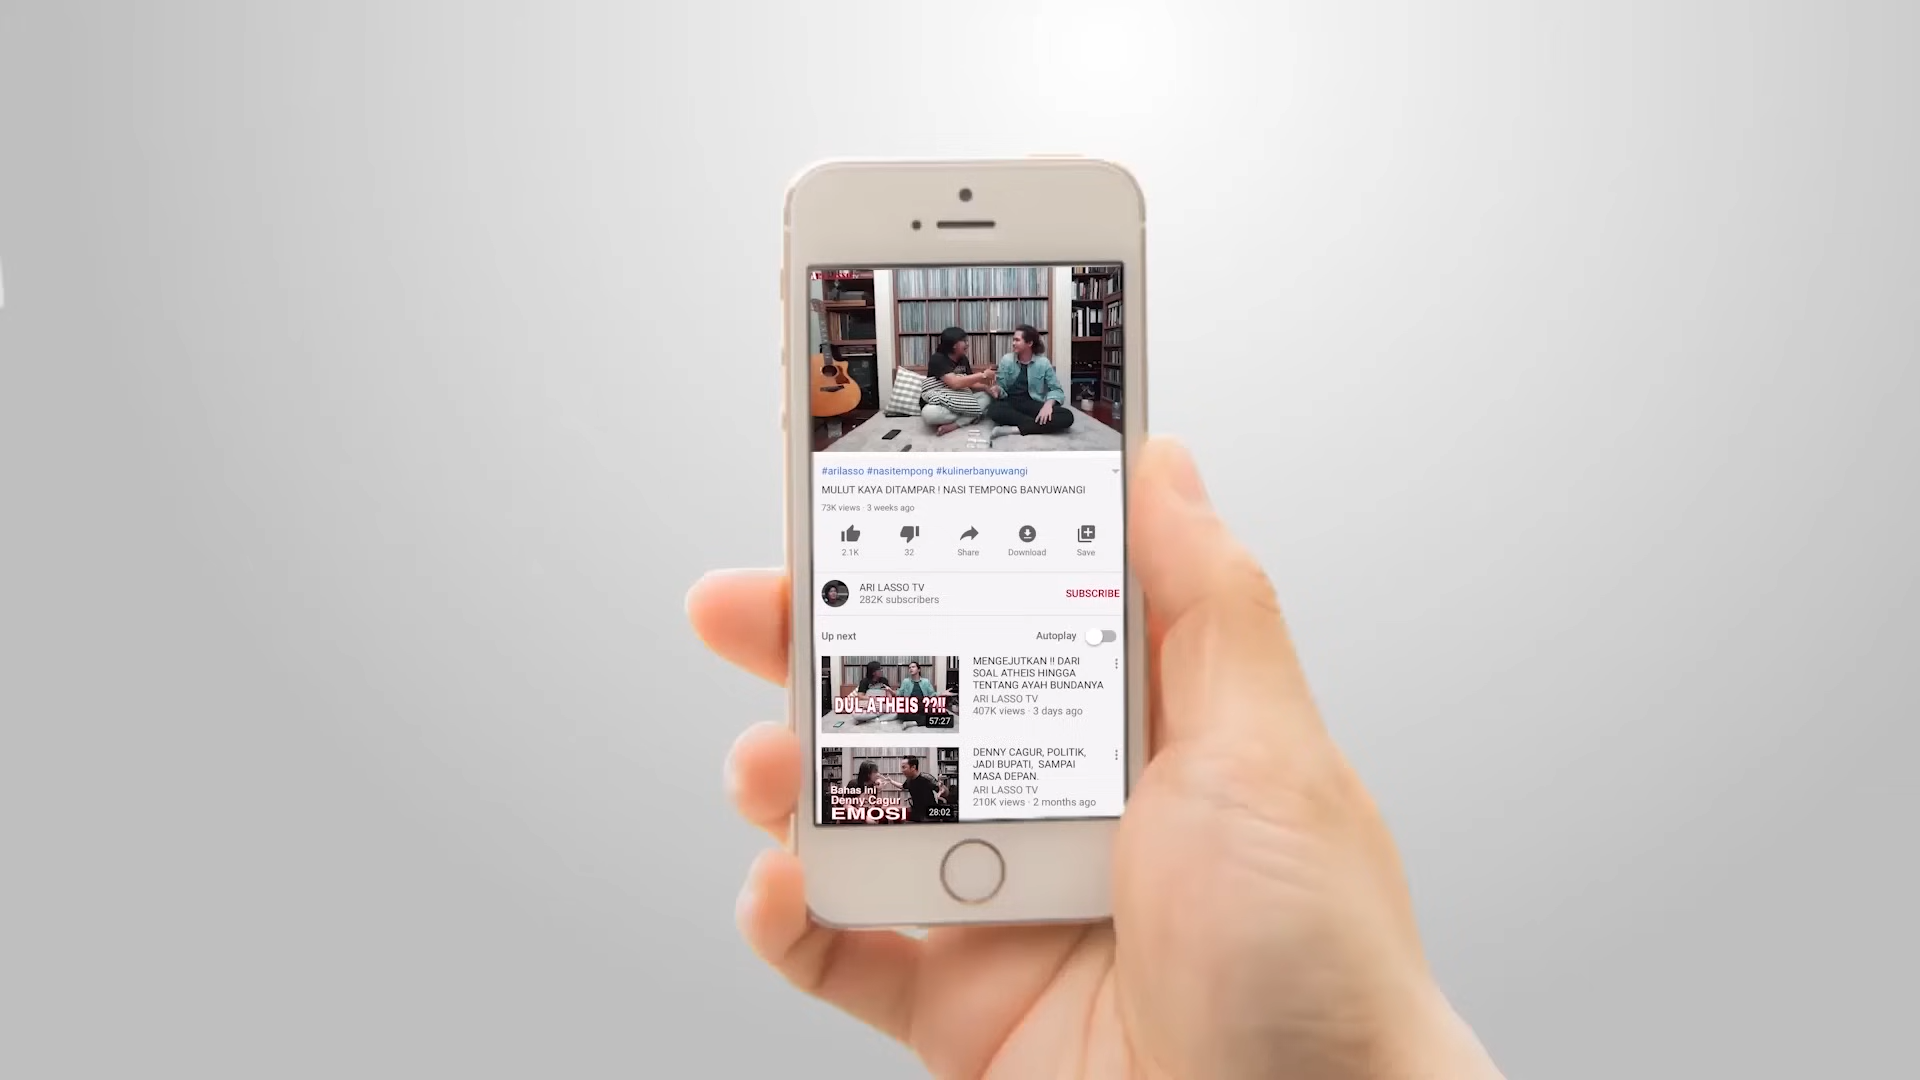 #arilasso #nasitempong #kulinerbanyuwangi
MULUT KAYA DITAMPAR ! NASI TEMPONG BANYUWANGI
73K views · 3 weeks ago
2.1K
32
Share
Download
Save
ARI LASSO TV
282K subscribers
SUBSCRIBE
Up next
Autoplay
DUL ATHEIS ??!!
57:27
MENGEJUTKAN !! DARI
SOAL ATHEIS HINGGA
TENTANG AYAH BUNDANYA
ARI LASSO TV
407K views · 3 days ago
Bahas ini
Denny Cagur
EMOSI
28:02
DENNY CAGUR, POLITIK,
JADI BUPATI, SAMPAI
MASA DEPAN.
ARI LASSO TV
210K views · 2 months ago